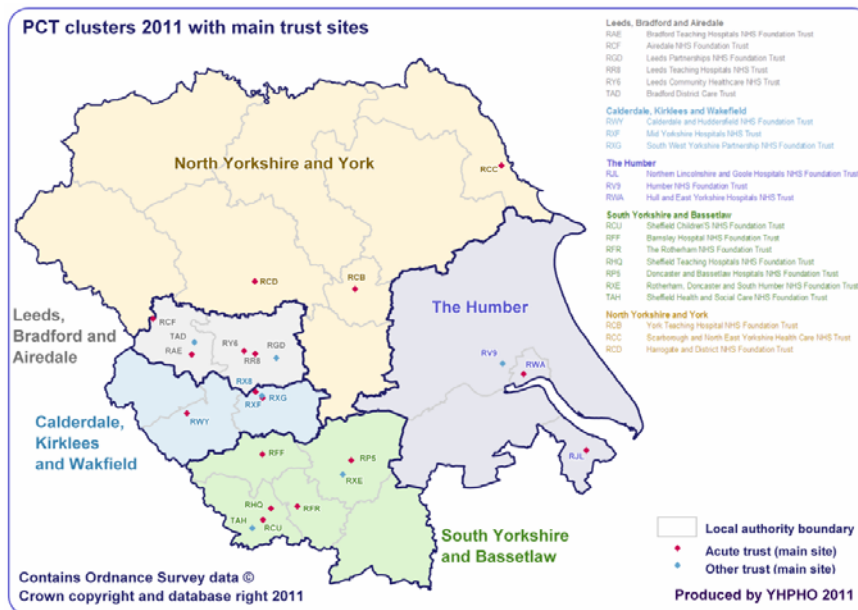 PCT clusters 2011 with main trust sites
Leeds, Bradford and Airedale
RAE Bradford Teaching Hospitals NHS Foundation Trust
RCF Airedale NHS Foundation Trust
RGD Leeds Partnerships NHS Foundation Trust
RR8 Leeds Teaching Hospitals NHS Trust
RY6 Leeds Community Healthcare NHS Trust
TAD Bradford District Care Trust
Calderdale, Kirklees and Wakefield
RWY Calderdale and Huddersfield NHS Foundation Trust
RXF Mid Yorkshire Hospitals NHS Trust
RXG South West Yorkshire Partnership NHS Foundation Trust
The Humber
RJL Northern Lincolnshire and Goole Hospitals NHS Foundation Trust
RV9 Humber NHS Foundation Trust
RWA Hull and East Yorkshire Hospitals NHS Trust
South Yorkshire and Bassetlaw
RCU Sheffield Children'S NHS Foundation Trust
RFF Barnsley Hospital NHS Foundation Trust
RFR The Rotherham NHS Foundation Trust
RHQ Sheffield Teaching Hospitals NHS Foundation Trust
RP5 Doncaster and Bassetlaw Hospitals NHS Foundation Trust
RXE Rotherham, Doncaster and South Humber NHS Foundation Trust
TAH Sheffield Health and Social Care NHS Foundation Trust
North Yorkshire and York
RCB York Teaching Hospital NHS Foundation Trust
RCC Scarborough and North East Yorkshire Health Care NHS Trust
RCD Harrogate and District NHS Foundation Trust
North Yorkshire and York
RCC
RCD
RCB
The Humber
Leeds,
Bradford and
Airedale
RCF
TAD
RAE
RY6
RGD
RR8
RV9
RWA
RX8
RXF
RXG
RWY
Calderdale,
Kirklees
and Wakfield
RFF
RP5
RXE
RJL
RHQ
RFR
TAH
RCU
South Yorkshire
and Bassetlaw
Local authority boundary
Acute trust (main site)
Other trust (main site)
Contains Ordnance Survey data ©
Crown copyright and database right 2011
Produced by YHPHO 2011